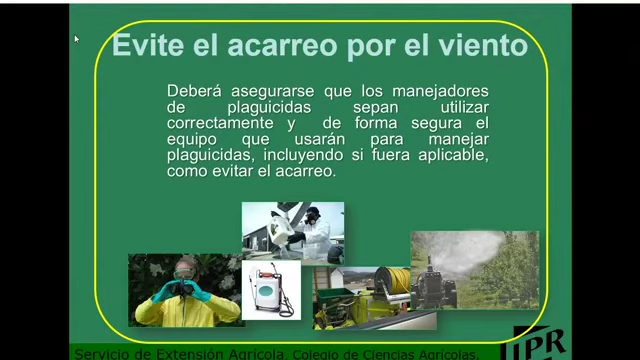 Evite el acarreo por el viento
Deberá asegurarse que los manejadores
de plaguicidas sepan utilizar
correctamente y de forma segura el
equipo que usarán para manejar
plaguicidas, incluyendo si fuera aplicable,
como evitar el acarreo.
Servicio de Extensión Agrícola, Colegio de Ciencias Agrícolas,
UPR